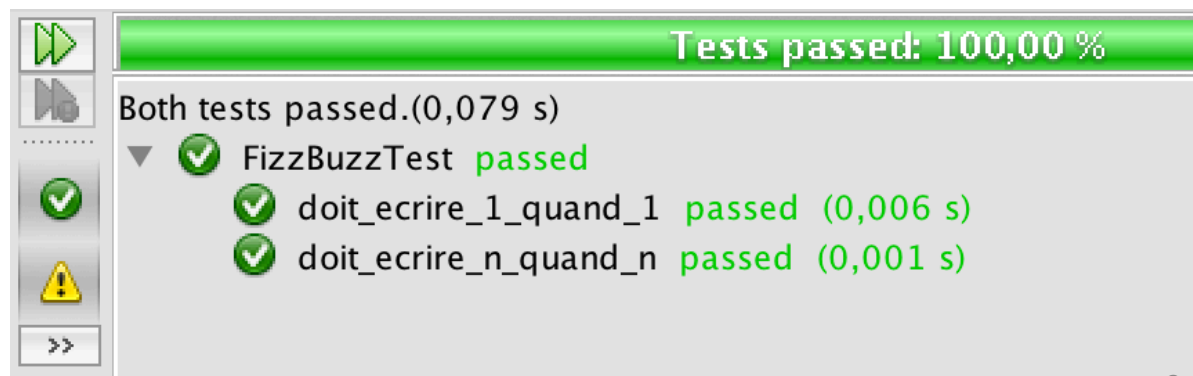 Tests passed: 100,00 %
Both tests passed.(0,079 s)
FizzBuzzTest passed
doit_ecrire_1_quand_1 passed (0,006 s)
doit_ecrire_n_quand_n passed (0,001 s)
>>